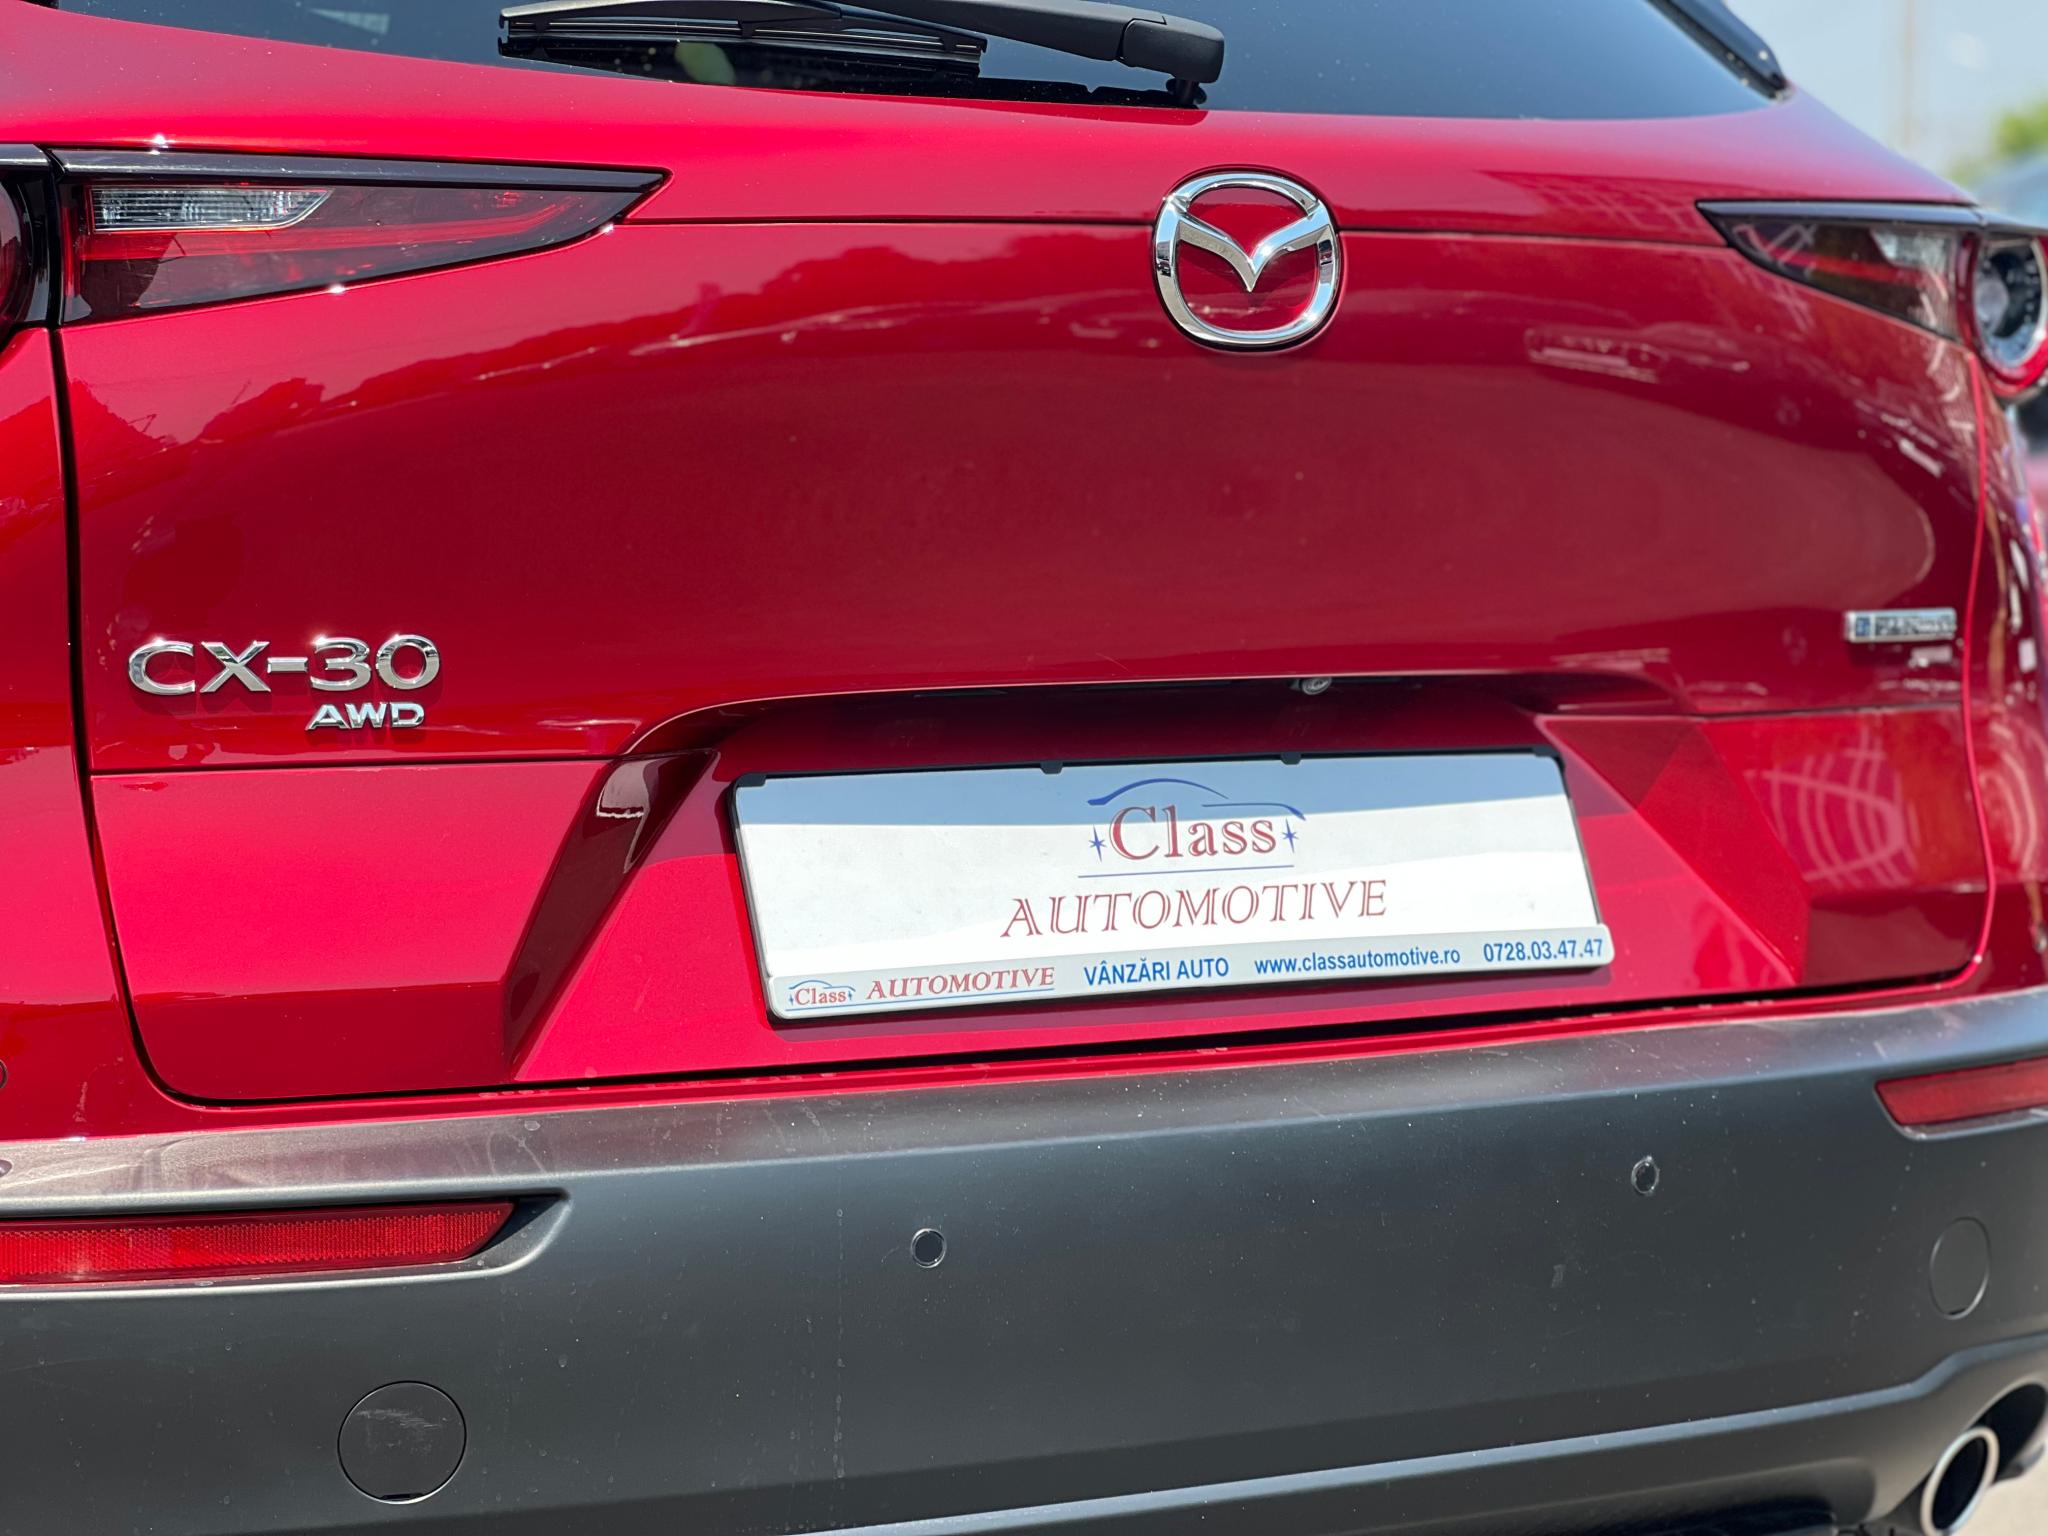 CX-30
AWD
Class
AUTOMOTIVE
Class AUTOMOTIVE VÂNZĂRI AUTO www.classautomotive.ro 0728.03.47.47